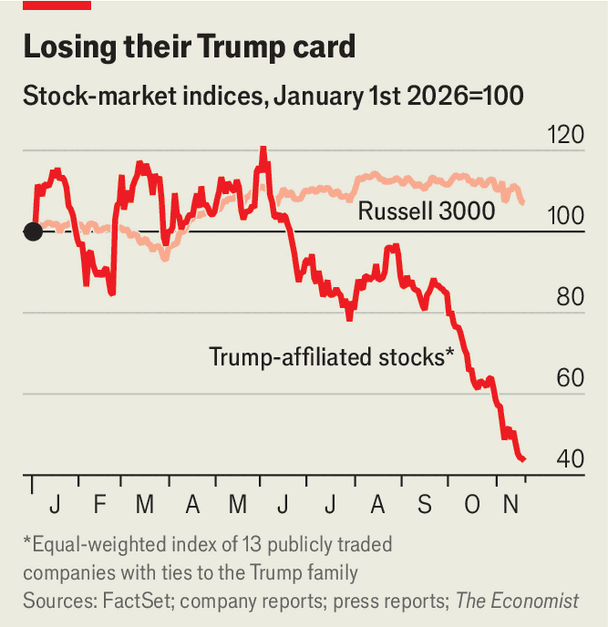 Losing their Trump card
Stock-market indices, January 1st 2026=100
120
Russell 3000
100
80
Trump-affiliated stocks*
60
40
J F M A M J J A S O N
*Equal-weighted index of 13 publicly traded
companies with ties to the Trump family
Sources: FactSet; company reports; press reports; The Economist